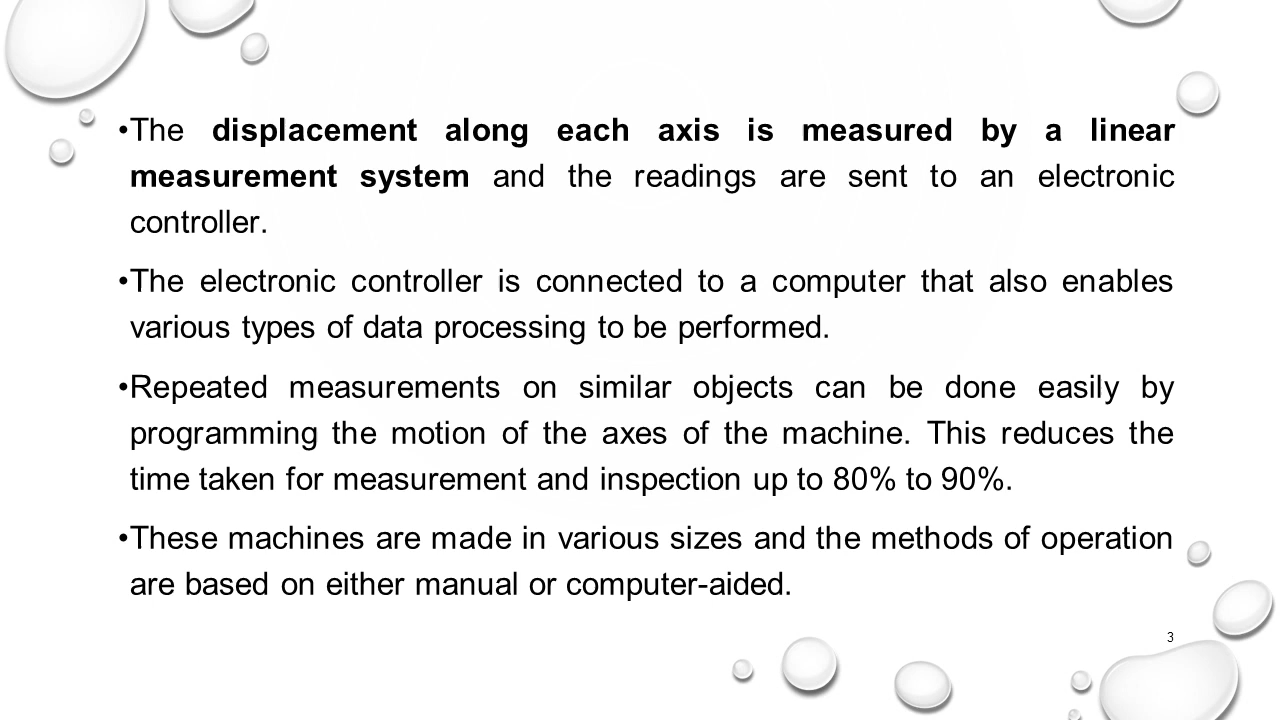 •The displacement along each axis is measured by a linear
measurement system and the readings are sent to an electronic
controller.
•The electronic controller is connected to a computer that also enables
various types of data processing to be performed.
•Repeated measurements on similar objects can be done easily by
programming the motion of the axes of the machine. This reduces the
time taken for measurement and inspection up to 80% to 90%.
•These machines are made in various sizes and the methods of operation
are based on either manual or computer-aided.
3